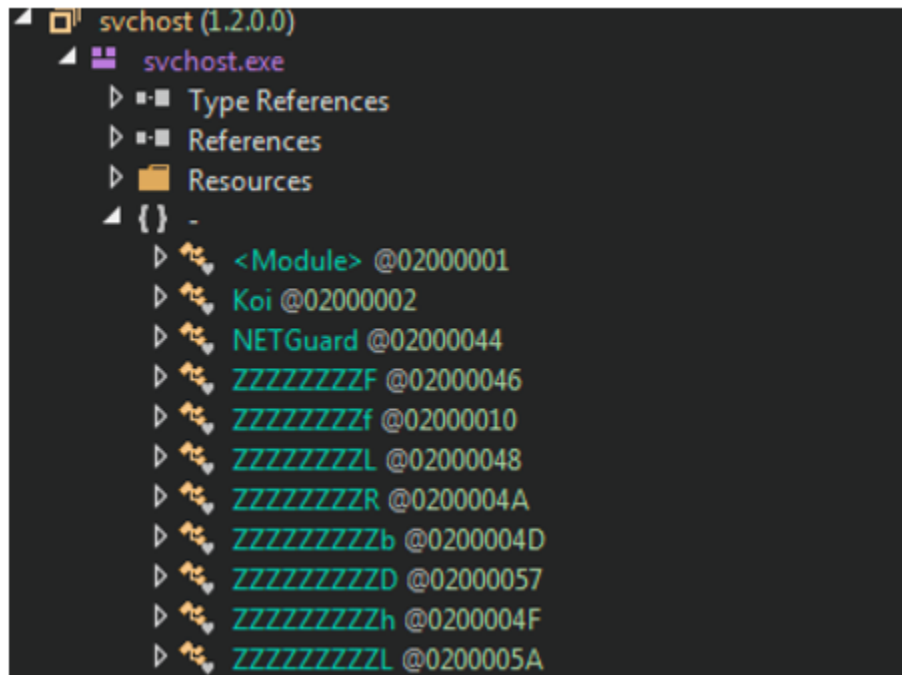 svchost (1.2.0.0)
svchost.exe
Type References
References
Resources
{ } -
<Module> @02000001
Koi @02000002
NETGuard @02000044
ZZZZZZZZF @02000046
ZZZZZZZZf @02000010
ZZZZZZZZL @02000048
ZZZZZZZZR @0200004A
ZZZZZZZZZb @0200004D
ZZZZZZZZZD @02000057
ZZZZZZZZZh @0200004F
ZZZZZZZZZL @0200005A